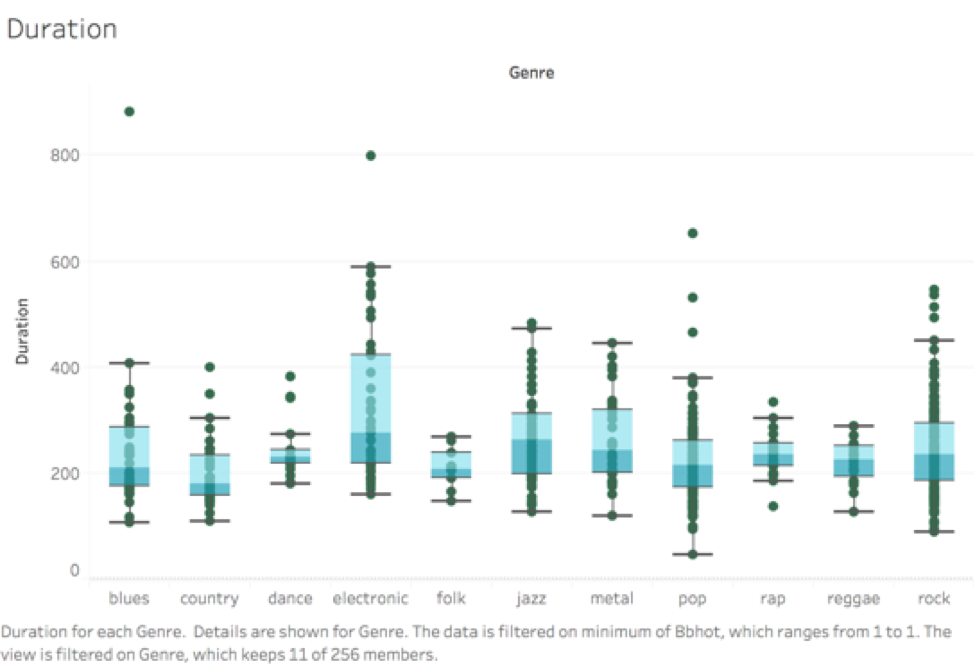 Duration
Genre
800
600
400
200
0
Duration
blues country dance electronic folk jazz metal pop rap reggae rock
Duration for each Genre. Details are shown for Genre. The data is filtered on minimum of Bbhot, which ranges from 1 to 1. The
view is filtered on Genre, which keeps 11 of 256 members.